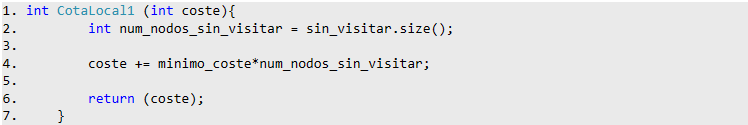 1. int CotaLocal1 (int coste){
2.         int num_nodos_sin_visitar = sin_visitar.size();
3.
4.         coste += minimo_coste*num_nodos_sin_visitar;
5.
6.         return (coste);
7.     }